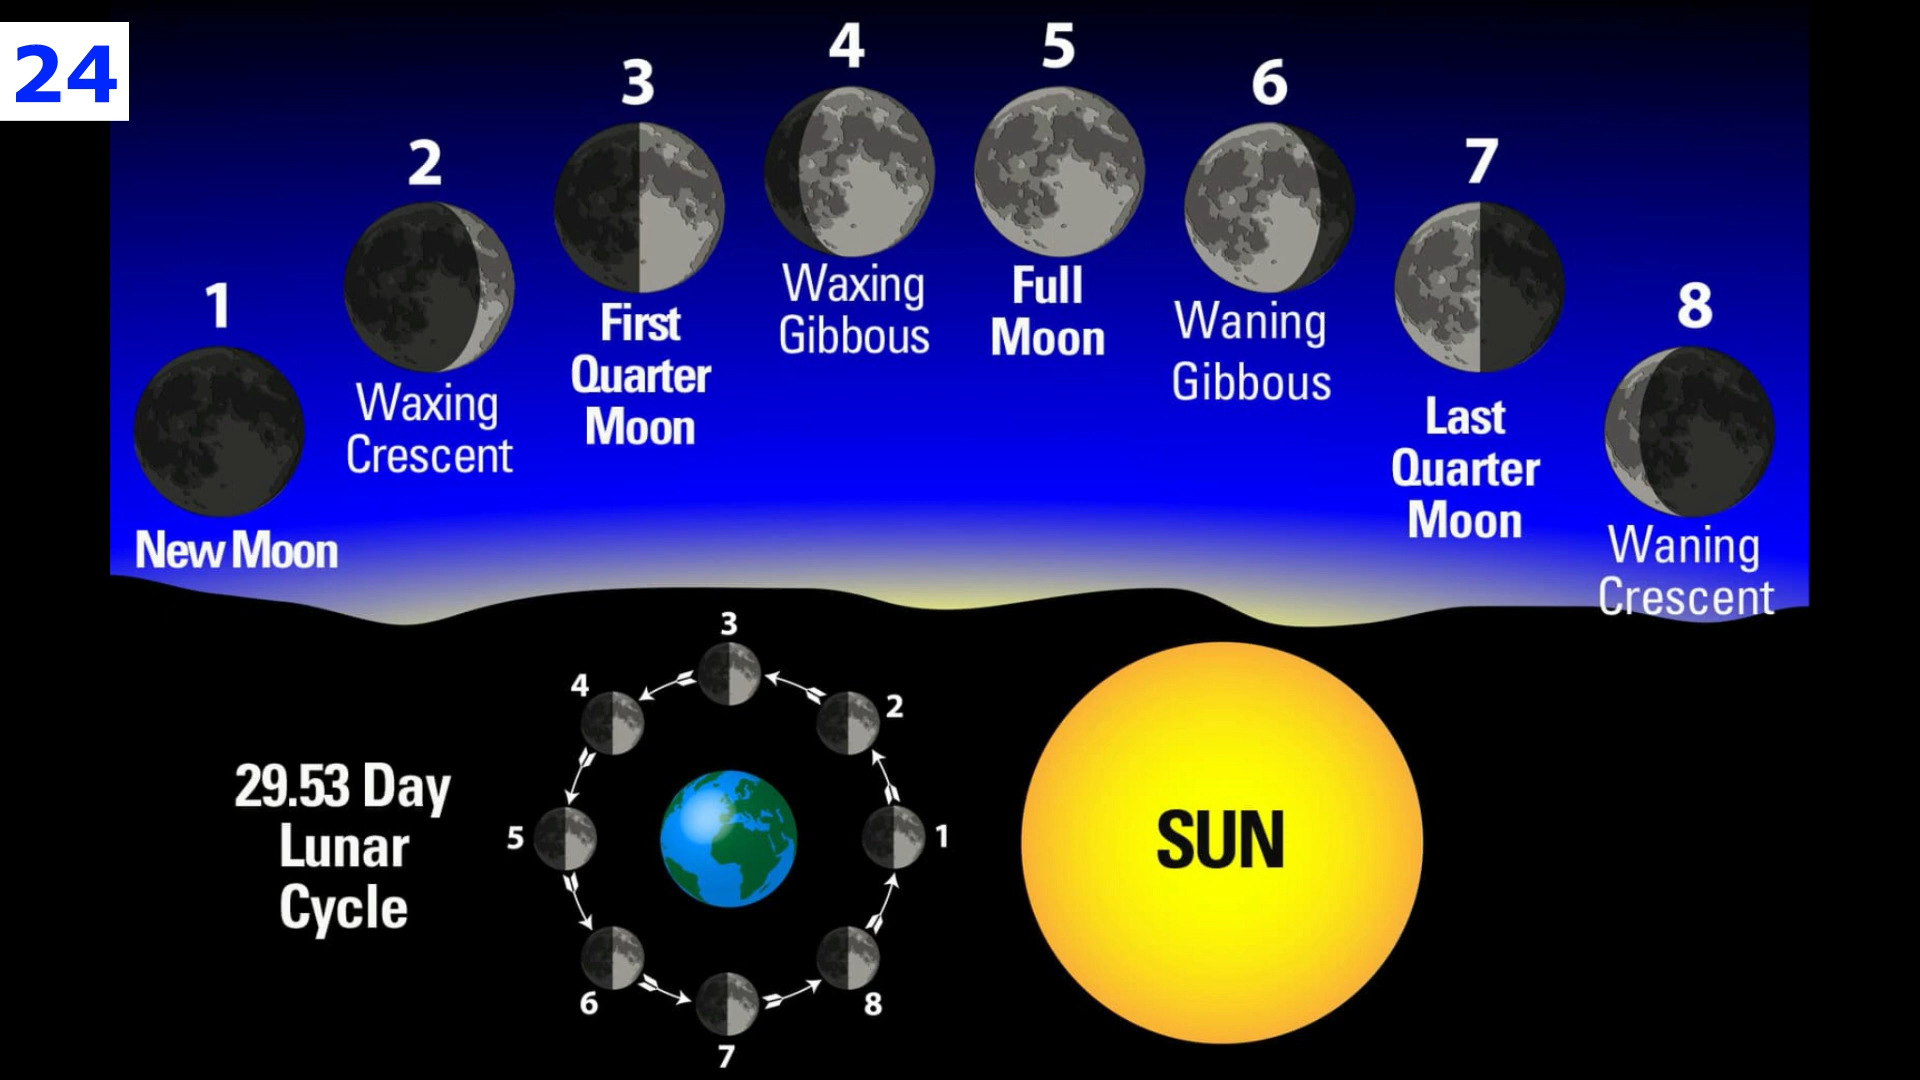 24
1
2
3
4
5
6
7
8
New Moon
Waxing
Crescent
First
Quarter
Moon
Waxing
Gibbous
Full
Moon
Waning
Gibbous
Last
Quarter
Moon
Waning
Crescent
29.53 Day
Lunar
Cycle
3
4
2
5
1
6
8
7
SUN